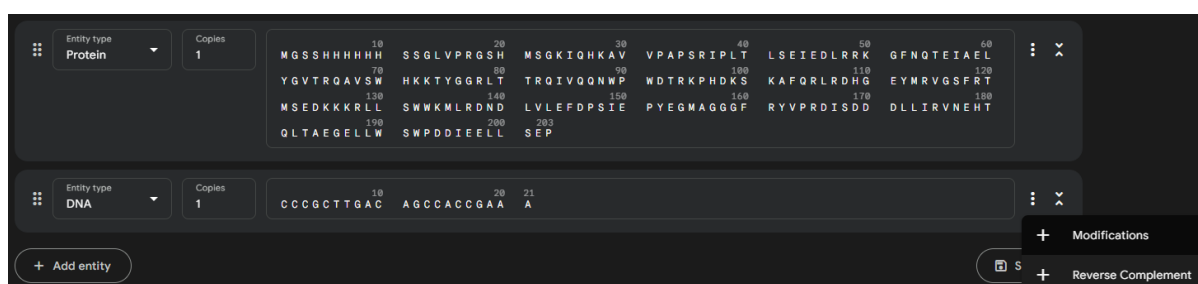 Entity type
Protein
Copies
1
10 20 30 40 50 60
MGSSHHHHHH SSGLVPRGSH MSGKIQHKAV VPAPSRIPLT LSEIEDLRRK GFNQTEIAEL
70 80 90 100 110 120
YGVTRQAVSW HKKTYGGRLT TRQIVQQNWP WDTRKPHDKS KAFQRLRDHG EYMRVGSFRT
130 140 150 160 170 180
MSEDKKKRLL SWWKMLRDND LVLEFDPSIE PYEGMAGGGF RYVPRDISDD DLLIRVNEHT
190 200 203
QLTAEGELLW SWPDDIEELL SEP
Entity type
DNA
Copies
1
10 20 21
CCCGCTTGAC AGCCACCGAA A
+ Modifications
+ Add entity
S
+ Reverse Complement